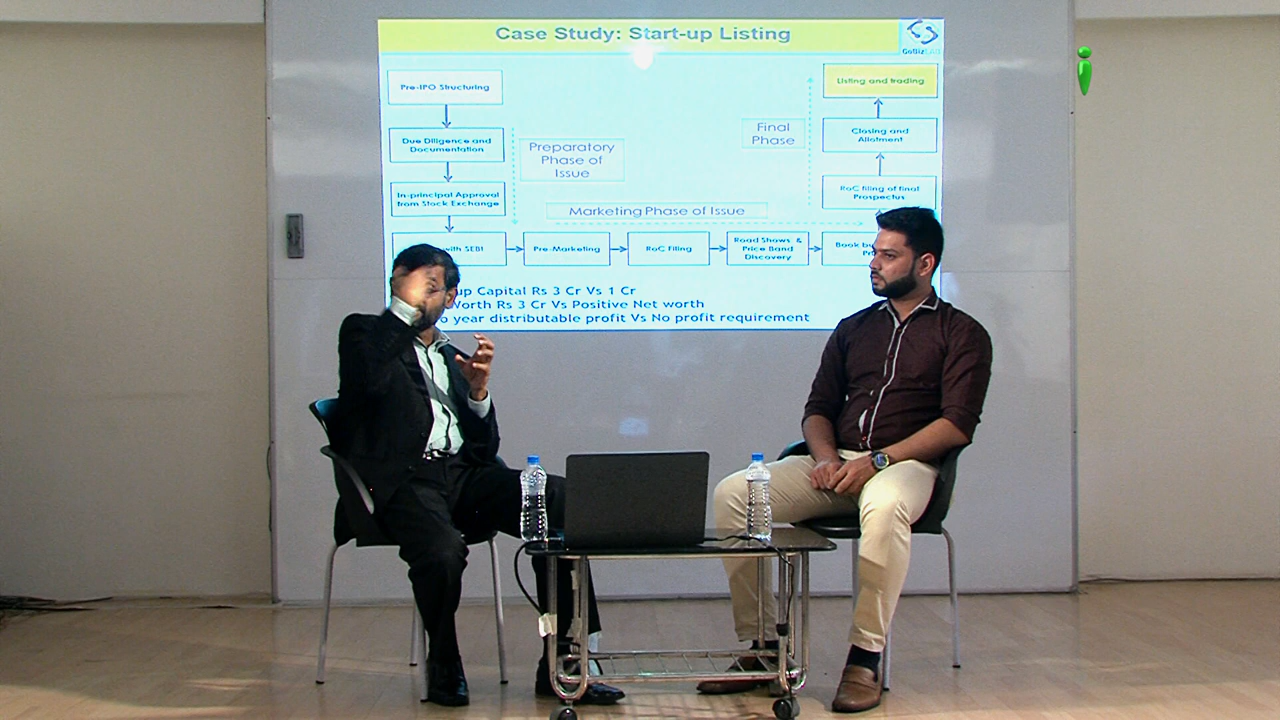 Case Study: Start-up Listing
GoBizLAB
Pre-IPO Structuring
Due Diligence and
Documentation
In-principal Approval
from Stock Exchange
Preparatory
Phase of
Issue
Marketing Phase of Issue
with SEBI
Pre-Marketing
RoC Filing
Road Shows &
Price Band
Discovery
Book
RoC filing of final
Prospectus
Closing and
Allotment
Listing and trading
Final
Phase
up Capital Rs 3 Cr Vs 1 Cr
Worth Rs 3 Cr Vs Positive Net worth
year distributable profit Vs No profit requirement